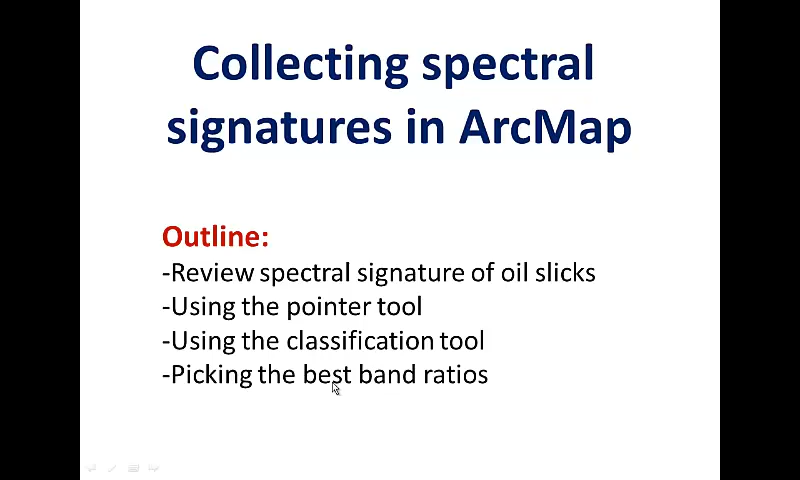 Collecting spectral
signatures in ArcMap
Outline:
-Review spectral signature of oil slicks
-Using the pointer tool
-Using the classification tool
-Picking the best band ratios